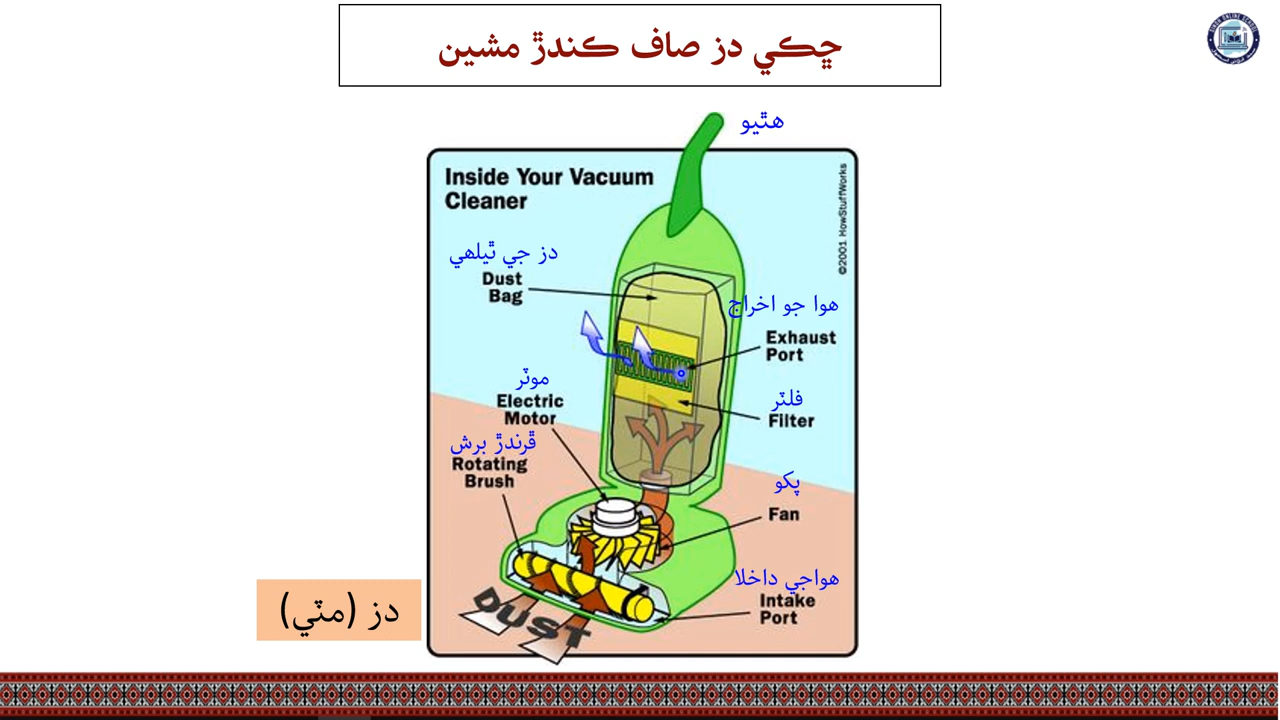 ڇڪي دز صاف ڪندڙ مشين
هٿيو
Inside Your Vacuum
Cleaner
©2001 HowStuffWorks
دز جي ٿيلهي
Dust
Bag
هوا جو اخراج
Exhaust
Port
موٽر
Electric
Motor
فلٽر
Filter
ڦرندڙ برش
Rotating
Brush
پکو
Fan
هواجي داخلا
Intake
Port
DUST
دز (مٽي)